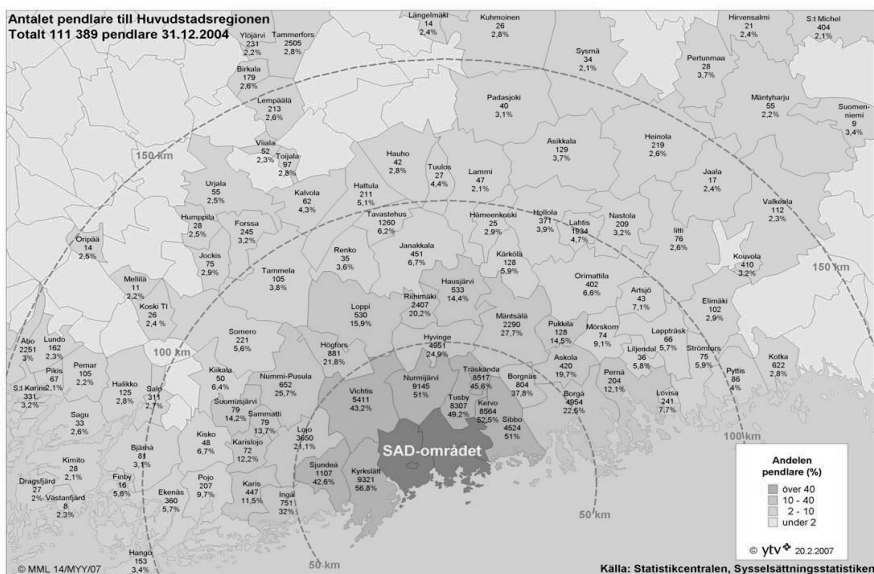 Antalet pendlare till Huvudstadsregionen
Totalt 111 389 pendlare 31.12.2004
Ylöjärvi
231
2,2%
Tammerfors
2505
2,8%
Längelmäki
14
2,4%
Kuhmoinen
26
2,8%
Sysmä
34
2,1%
Hirvensalmi
21
2,4%
S:t Michel
404
2,1%
Pertunmaa
28
3,7%
Birkala
179
2,6%
Lempäälä
213
2,6%
Padasjoki
40
3,1%
Mäntyharju
55
2,2%
Suomen-
niemi
9
3,4%
150 km
Viiala
52
2,3%
Toijala
97
2,8%
Hauho
42
2,8%
Tuulos
27
4,4%
Lammi
47
2,1%
Asikkala
129
3,7%
Heinola
219
2,6%
Jaala
17
2,4%
Urjala
55
2,5%
Kalvola
62
4,3%
Hattula
211
5,1%
Valkeala
112
2,3%
Humppila
28
2,5%
Forssa
245
3,2%
Tavastehus
1260
6,2%
Hämeenkoski
25
2,9%
Hollola
371
3,9%
Lahtis
1934
4,7%
Nastola
209
3,2%
Iitti
76
2,6%
Oripää
14
2,5%
Jockis
75
2,9%
Renko
35
3,6%
Janakkala
451
6,7%
Kärkölä
128
5,9%
Kouvola
410
3,2%
150 km
Mellilä
11
2,2%
Tammela
105
3,8%
Hausjärvi
533
14,4%
Orimattila
402
6,6%
Artsjö
43
7,1%
Elimäki
102
2,9%
Koski Tl
26
2,4 %
Loppi
530
15,9%
Riihimäki
2407
20,2%
Mäntsälä
2290
27,7%
Pukkila
128
14,5%
Mörskom
74
9,1%
Lappträsk
66
5,7%
Åbo
2251
3%
Lundo
162
2,3%
Somero
221
5,6%
Högfors
881
21,8%
Hyvinge
4951
24,9%
Liljendal
36
5,8%
Strömfors
75
5,9%
100 km
Pikis
67
2,1%
Pemar
105
2,2%
Kiikala
50
6,4%
Nummi-Pusula
652
25,7%
Träskända
8517
45,6%
Borgnäs
804
37,8%
Askola
420
19,7%
Pernå
204
12,1%
Pyttis
86
4%
Kotka
622
2,8%
S:t Karins
331
3,2%
Halikko
125
2,8%
Salo
311
2,7%
Suomusjärvi
79
14,2%
Vichtis
5411
43,2%
Nurmijärvi
9145
51%
Tusby
8307
49,2%
Kervo
8564
52,5%
Borgå
4954
22,5%
Lovisa
241
7,7%
Sagu
33
2,6%
Sammatti
79
13,7%
Sibbo
4524
51%
Kisko
48
6,7%
Karislojo
72
12,2%
Lojo
3650
21,1%
SAD-området
100 km
Bjärnå
81
3,1%
Kimito
28
2,1%
Sjundeå
1107
42,6%
Kyrkslätt
9321
56,8%
Dragsfjärd
27
2%
Finby
16
5,6%
Pojo
207
9,7%
Karis
447
11,5%
Västanfjärd
8
2,3%
Ekenäs
360
5,7%
Ingå
751
32%
50 km
Hangö
153
3,4%
50 km
Andelen
pendlare (%)
över 40
10 - 40
2 - 10
under 2
© ytv 20.2.2007
© MML 14/MYY/07
Källa: Statistikcentralen, Sysselsättningsstatistiken